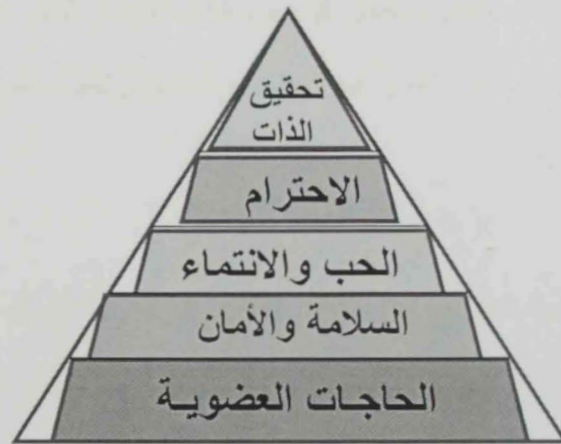 تحقيق
الذات
الاحترام
الحب والانتماء
السلامة والأمان
الحاجات العضوية